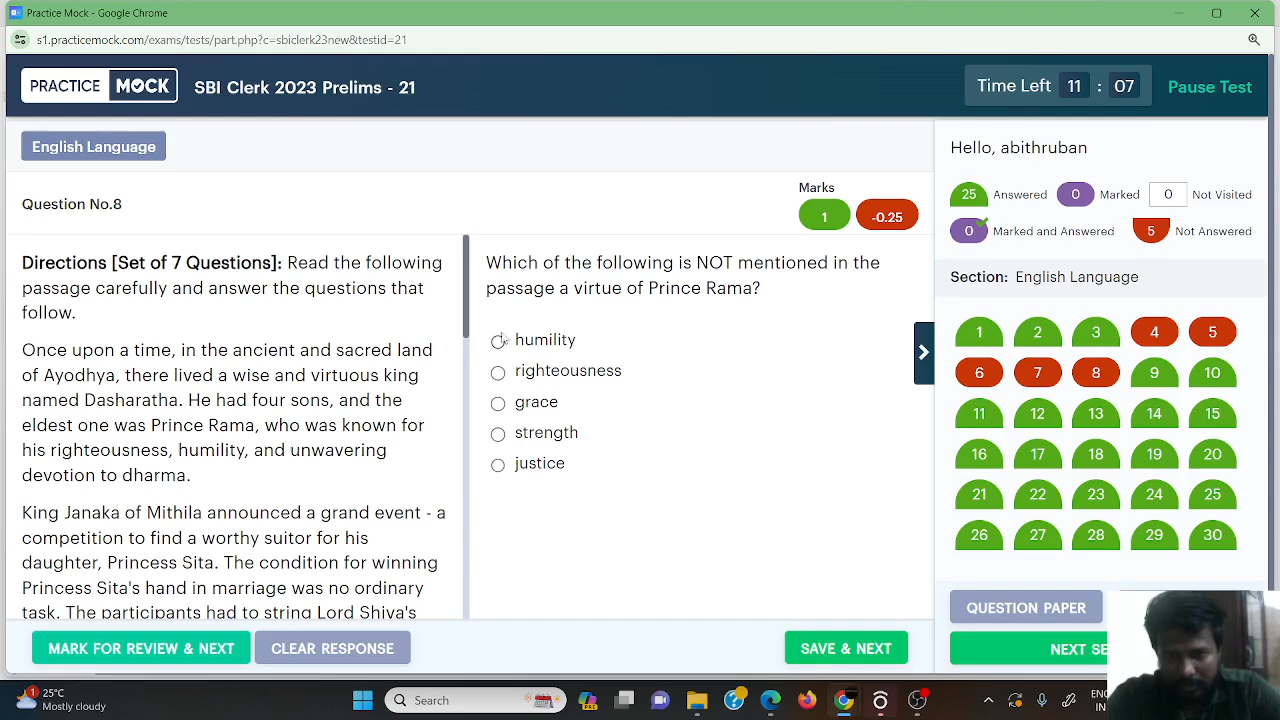 Practice Mock - Google Chrome
s1.practicemock.com/exams/tests/part.php?c=sbiclerk23new&testid=21
PRACTICE MOCK
SBI Clerk 2023 Prelims - 21
Time Left 11 : 07
Pause Test
English Language
Hello, abithruban
Question No.8
Marks
1 -0.25
25 Answered 0 Marked 0 Not Visited
0 Marked and Answered 5 Not Answered
Section: English Language
Directions [Set of 7 Questions]: Read the following
passage carefully and answer the questions that
follow.
Once upon a time, in the ancient and sacred land
of Ayodhya, there lived a wise and virtuous king
named Dasharatha. He had four sons, and the
eldest one was Prince Rama, who was known for
his righteousness, humility, and unwavering
devotion to dharma.
King Janaka of Mithila announced a grand event - a
competition to find a worthy suitor for his
daughter, Princess Sita. The condition for winning
Princess Sita's hand in marriage was no ordinary
task. The participants had to string Lord Shiva's
Which of the following is NOT mentioned in the
passage a virtue of Prince Rama?
humility
righteousness
grace
strength
justice
1 2 3 4 5
6 7 8 9 10
11 12 13 14 15
16 17 18 19 20
21 22 23 24 25
26 27 28 29 30
QUESTION PAPER
NEXT SE
MARK FOR REVIEW & NEXT
CLEAR RESPONSE
SAVE & NEXT
1
25°C
Mostly cloudy
Search
ENG
IN